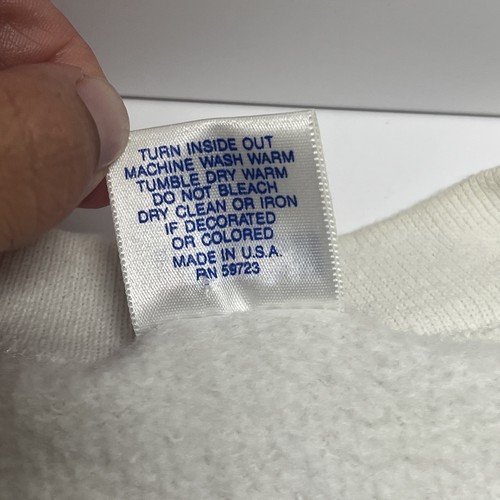 TURN INSIDE OUT
MACHINE WASH WARM
TUMBLE DRY WARM
DO NOT BLEACH
DRY CLEAN OR IRON
IF DECORATED
OR COLORED
MADE IN U.S.A.
RN 59723